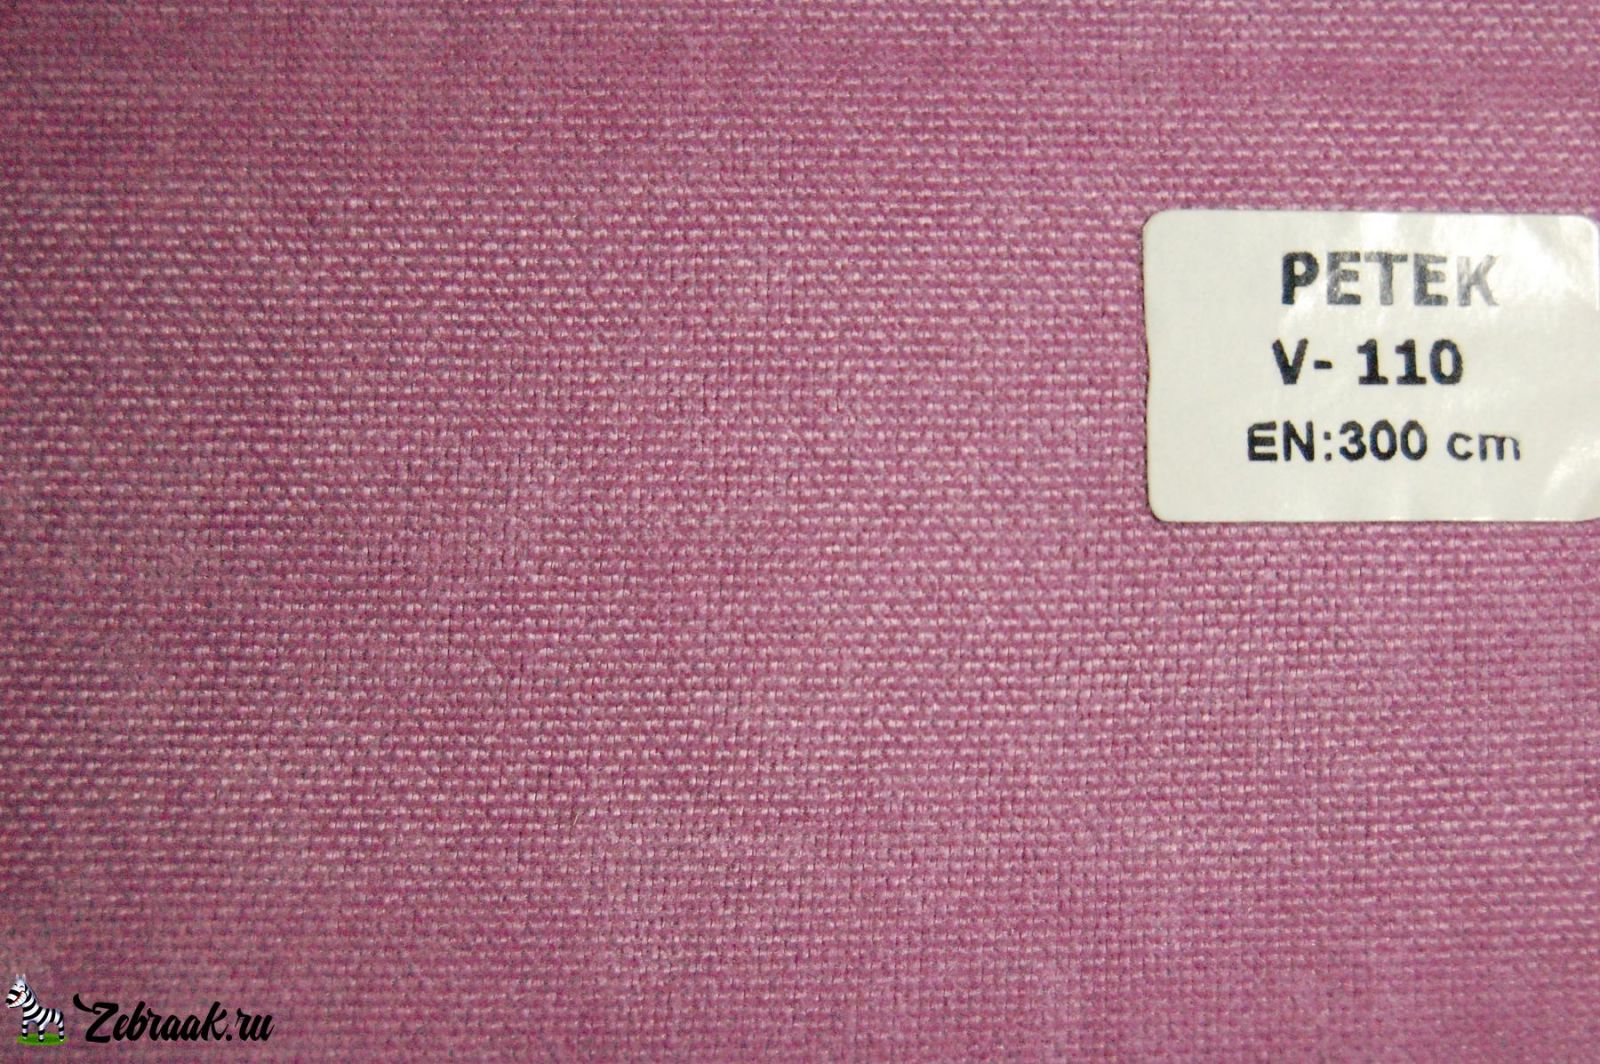 PETEK
V- 110
EN:300 cm
Zebraak.ru